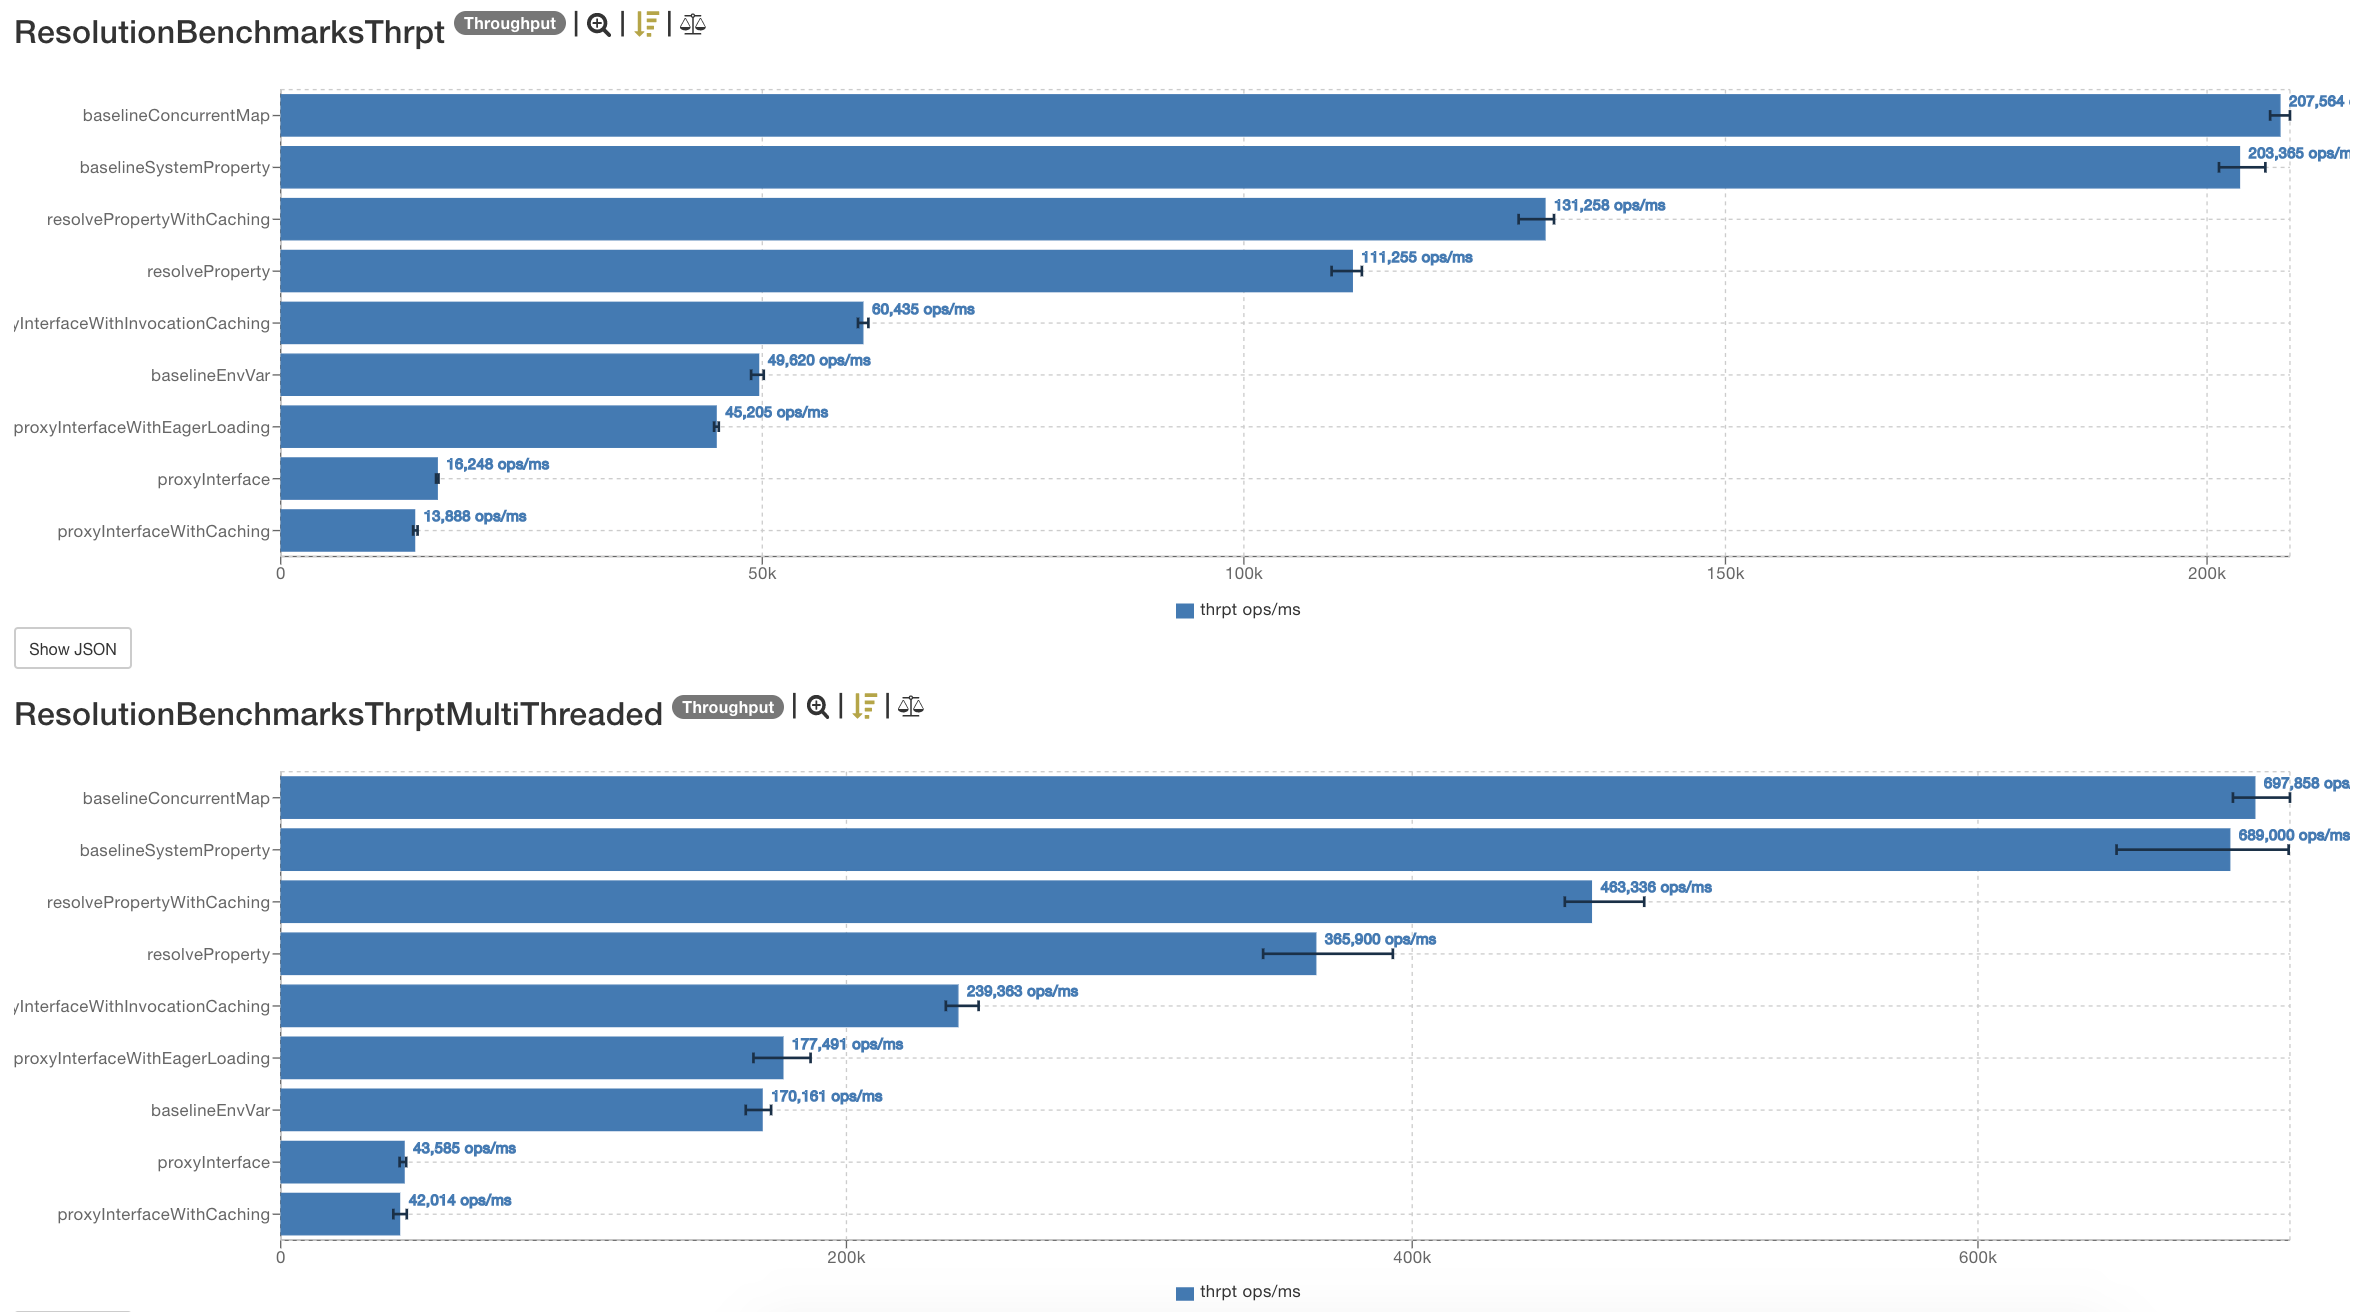 ResolutionBenchmarksThrpt Throughput
baselineConcurrentMap 207,564
baselineSystemProperty 203,365 ops/m
resolvePropertyWithCaching 131,258 ops/ms
resolveProperty 111,255 ops/ms
yInterfaceWithInvocationCaching 60,435 ops/ms
baselineEnvVar 49,620 ops/ms
proxyInterfaceWithEagerLoading 45,205 ops/ms
proxyInterface 16,248 ops/ms
proxyInterfaceWithCaching 13,888 ops/ms
0 50k 100k 150k 200k
thrpt ops/ms
Show JSON
ResolutionBenchmarksThrptMultiThreaded Throughput
baselineConcurrentMap 697,858 ops
baselineSystemProperty 689,000 ops/ms
resolvePropertyWithCaching 463,336 ops/ms
resolveProperty 365,900 ops/ms
yInterfaceWithInvocationCaching 239,363 ops/ms
proxyInterfaceWithEagerLoading 177,491 ops/ms
baselineEnvVar 170,161 ops/ms
proxyInterface 43,585 ops/ms
proxyInterfaceWithCaching 42,014 ops/ms
0 200k 400k 600k
thrpt ops/ms